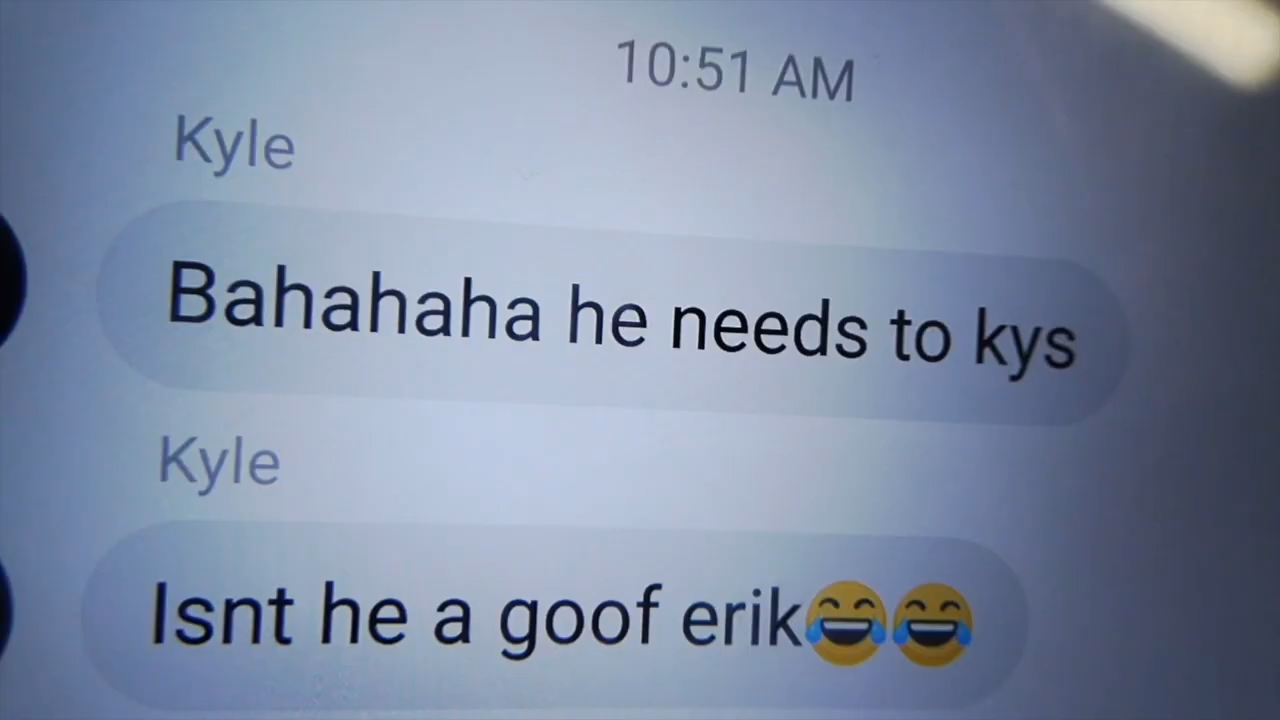 10:51 AM
Kyle
Bahahaha he needs to kys
Kyle
Isnt he a goof erik😂😂